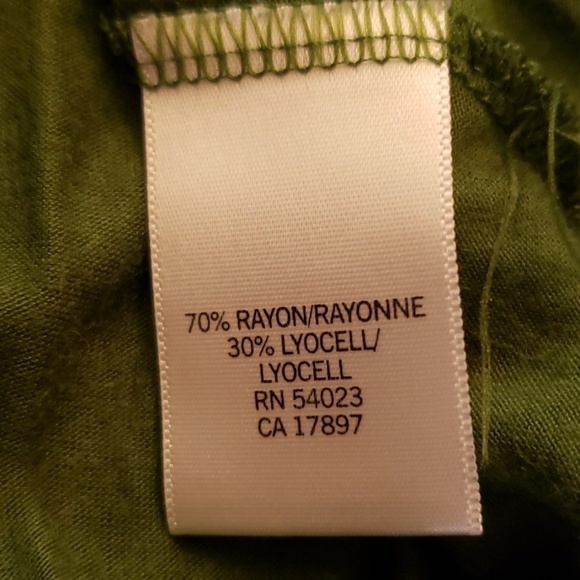 70% RAYON/RAYONNE
30% LYOCELL/
LYOCELL
RN 54023
CA 17897